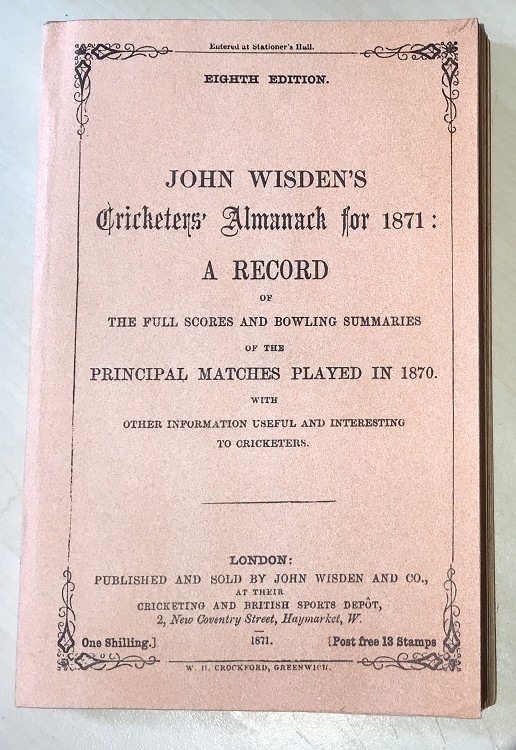 Entered at Stationer's Hall.
EIGHTH EDITION.
JOHN WISDEN'S
Cricketers' Almanack for 1871:
A RECORD
OF
THE FULL SCORES AND BOWLING SUMMARIES
OF THE
PRINCIPAL MATCHES PLAYED IN 1870.
WITH
OTHER INFORMATION USEFUL AND INTERESTING
TO CRICKETERS.
LONDON:
PUBLISHED AND SOLD BY JOHN WISDEN AND CO.,
AT THEIR
CRICKETING AND BRITISH SPORTS DEPÔT,
2, New Coventry Street, Haymarket, W.
1871.
One Shilling.] [Post free 13 Stamps
W. H. CROCKFORD, GREENWICH.